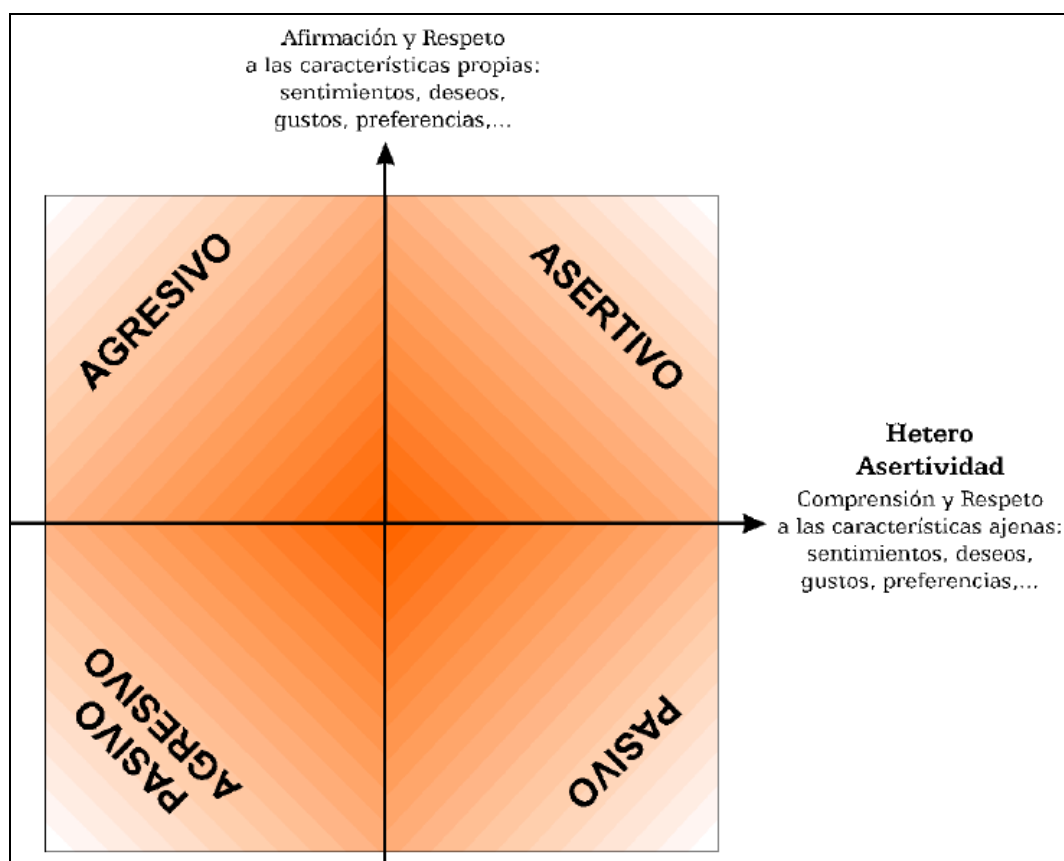 Afirmación y Respeto
a las características propias:
sentimientos, deseos,
gustos, preferencias,...
AGRESIVO
ASERTIVO
Hetero
Asertividad
Comprensión y Respeto
a las características ajenas:
sentimientos, deseos,
gustos, preferencias,...
PASIVO
AGRESIVO
PASIVO